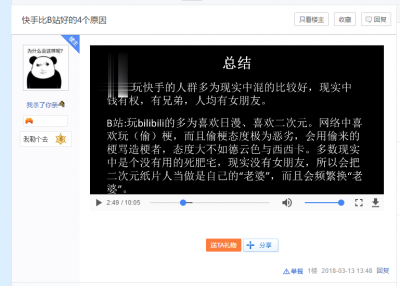 快手比B站好的4个原因
只看楼主
收藏
回复
楼主
为什么会这样呢?
我杀了你亲
我勒个去
总结
玩快手的人群多为现实中混的比较好，现实中
钱有权，有兄弟，人均有女朋友。
B站:玩bilibili的多为喜欢日漫、喜欢二次元。网络中喜
欢玩（偷）梗，而且偷梗态度极为恶劣，会用偷来的
梗骂造梗者，态度大不如德云色与西西卡。多数现实
中是个没有用的死肥宅，现实没有女朋友，所以会把
二次元纸片人当做是自己的“老婆”，而且会频繁换“老
婆”。
2:49 / 10:05
送TA礼物
分享
举报
1楼
2018-03-13 13:48
回复